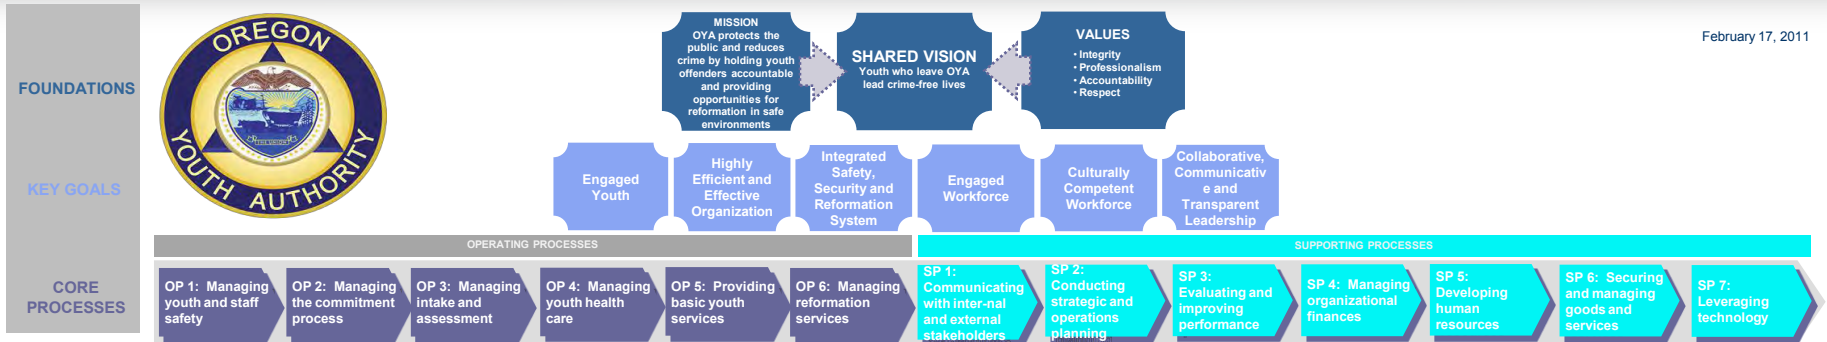 February 17, 2011
FOUNDATIONS
OREGON
YOUTH AUTHORITY
MISSION
OYA protects the
public and reduces
crime by holding youth
offenders accountable
and providing
opportunities for
reformation in safe
environments
SHARED VISION
Youth who leave OYA
lead crime-free lives
VALUES
• Integrity
• Professionalism
• Accountability
• Respect
KEY GOALS
Engaged
Youth
Highly
Efficient and
Effective
Organization
Integrated
Safety,
Security and
Reformation
System
Engaged
Workforce
Culturally
Competent
Workforce
Collaborative,
Communicativ
e and
Transparent
Leadership
OPERATING PROCESSES
SUPPORTING PROCESSES
CORE
PROCESSES
OP 1: Managing
youth and staff
safety
OP 2: Managing
the commitment
process
OP 3: Managing
intake and
assessment
OP 4: Managing
youth health
care
OP 5: Providing
basic youth
services
OP 6: Managing
reformation
services
SP 1:
Communicating
with inter-nal
and external
stakeholders
SP 2:
Conducting
strategic and
operations
planning
SP 3:
Evaluating and
improving
performance
SP 4: Managing
organizational
finances
SP 5:
Developing
human
resources
SP 6: Securing
and managing
goods and
services
SP 7:
Leveraging
technology